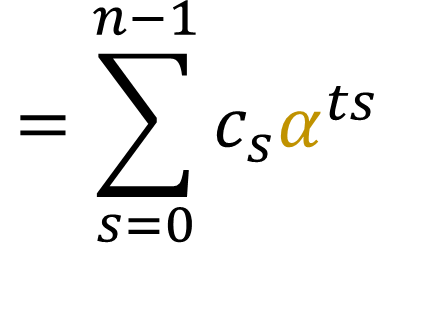 n−1
= ∑ c_s α^{ts}
s=0